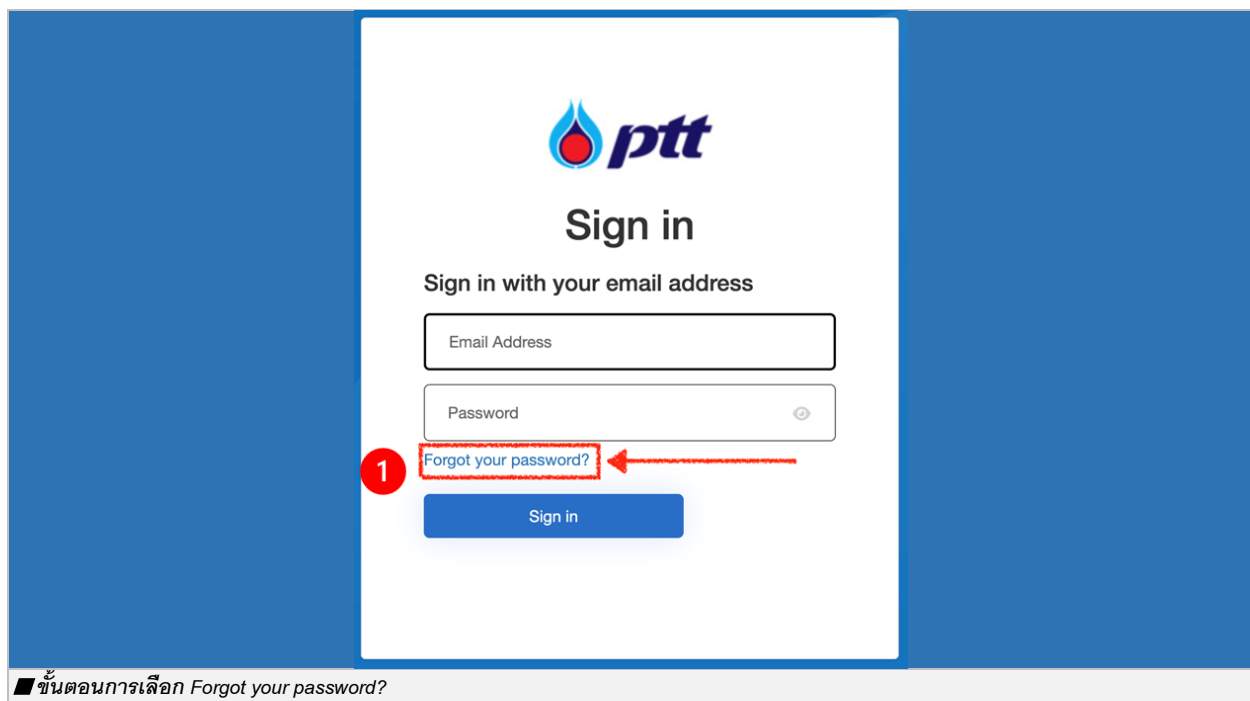 ptt
Sign in
Sign in with your email address
Email Address
Password
1
Forgot your password?
Sign in
ขั้นตอนการเลือก Forgot your password?